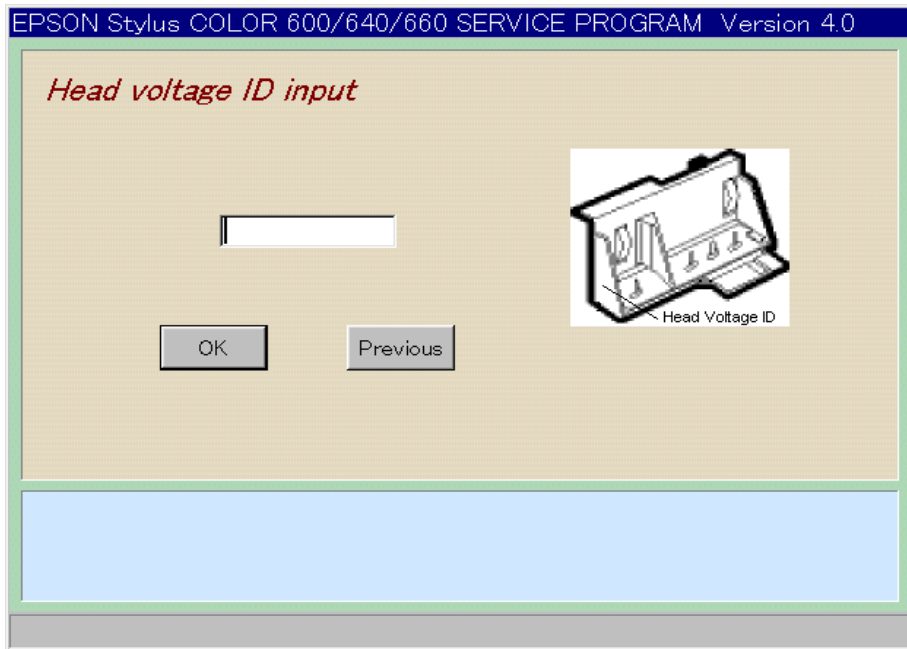 EPSON Stylus COLOR 600/640/660 SERVICE PROGRAM Version 4.0
Head voltage ID input
Head Voltage ID
OK
Previous